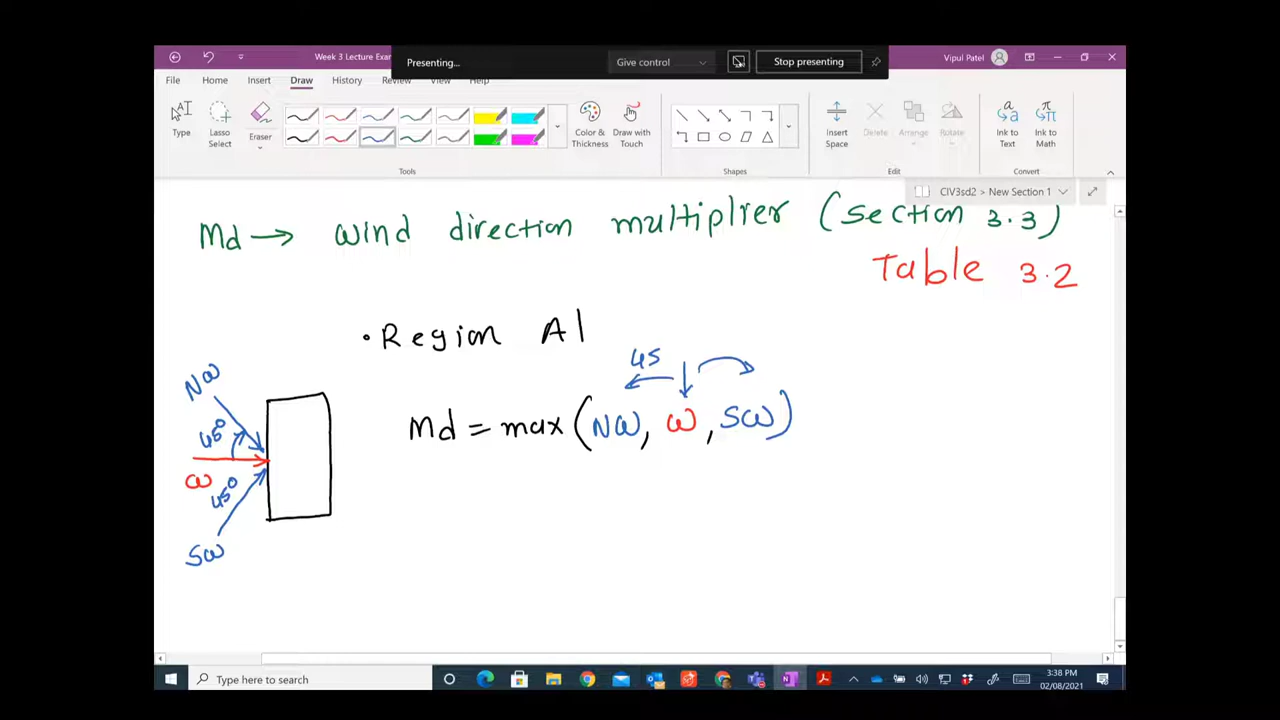 Week 3 Lecture Exar
Presenting...
Give control
Stop presenting
Vipul Patel
File Home Insert Draw History Review View Help
Type
Lasso Select
Eraser
Color & Thickness
Draw with Touch
Insert Space
Delete
Arrange
Rotate
Ink to Text
Ink to Math
Tools
Shapes
Edit
Convert
CIV3sd2 > New Section 1
Md → wind direction multiplier (section 3.3)
Table 3.2
• Region A1
45
Md = max (NW, W, SW)
NW
45°
W
45°
SW
Type here to search
3:38 PM
02/08/2021